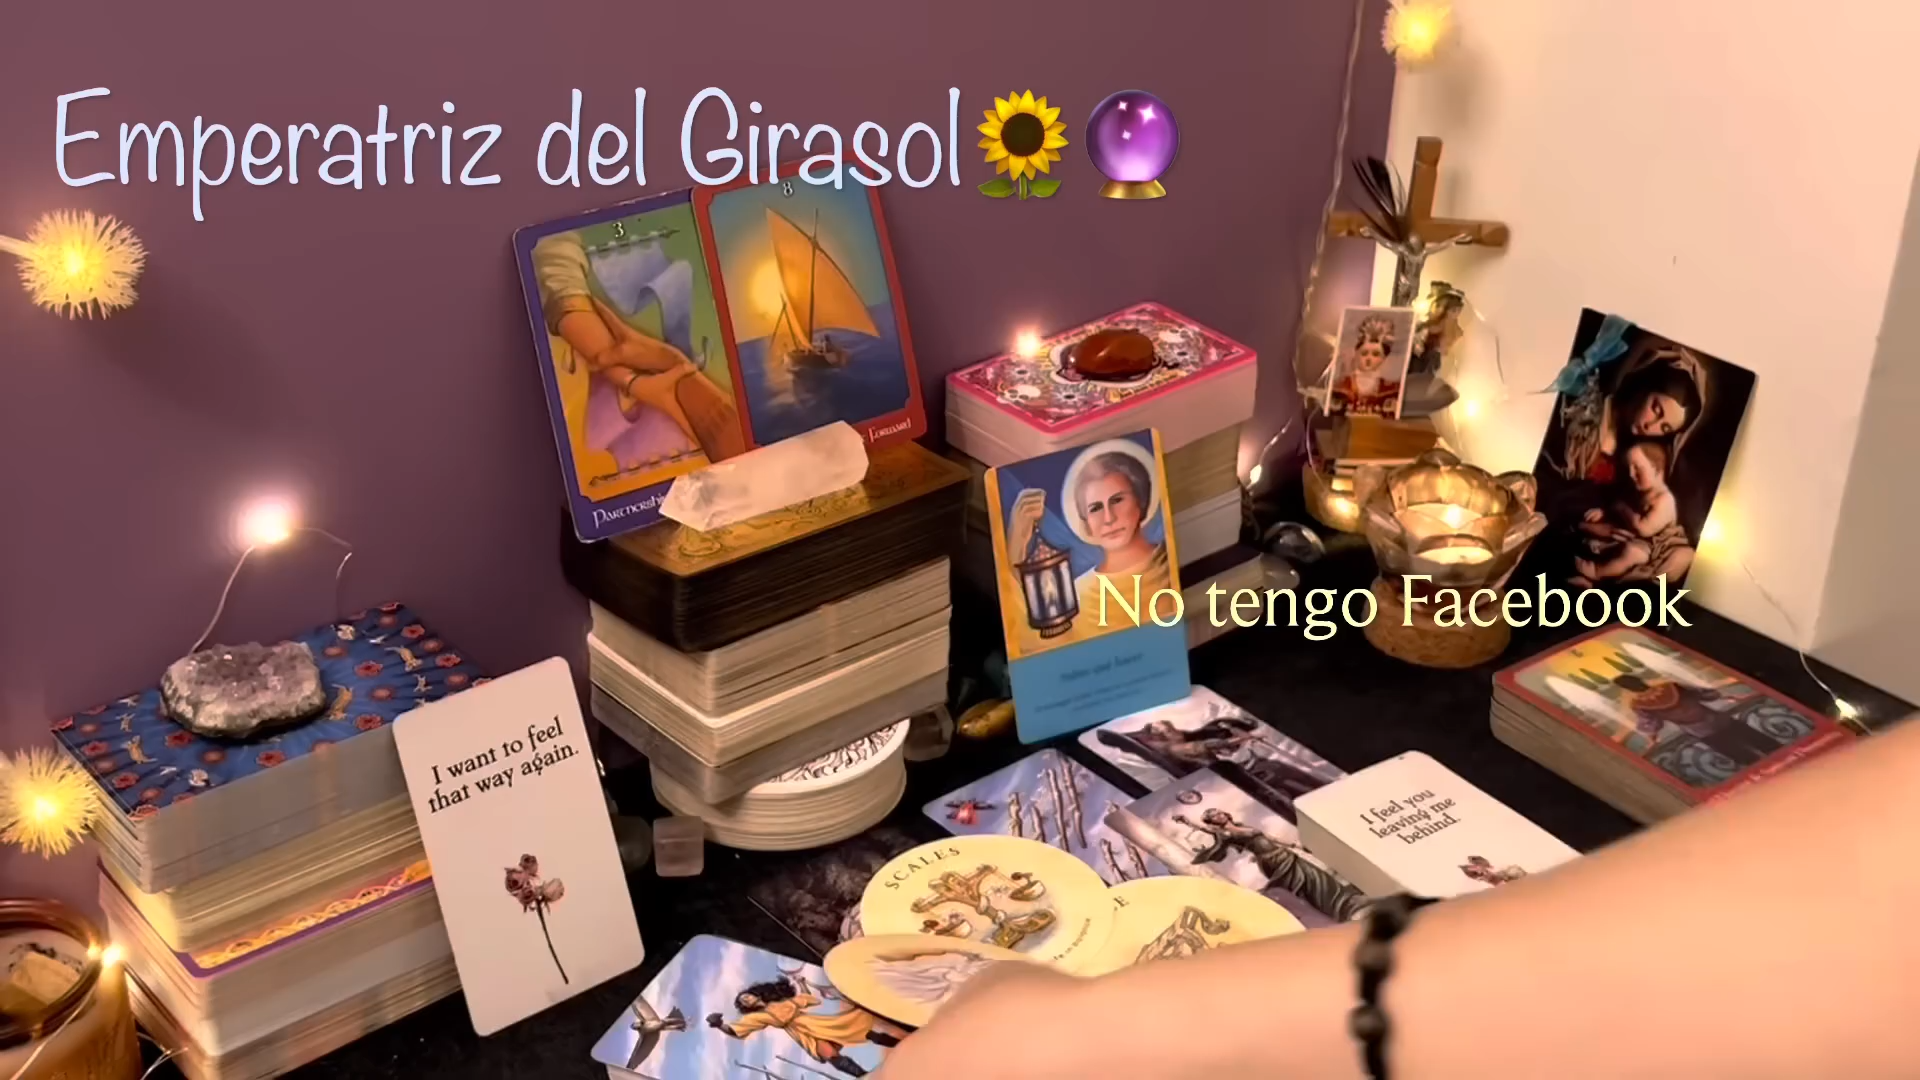 Emperatriz del Girasol🌻🔮
3
8
Partnership
Forward
No tengo Facebook
I want to feel
that way again.
I feel you
leaving me
behind.
SCALES